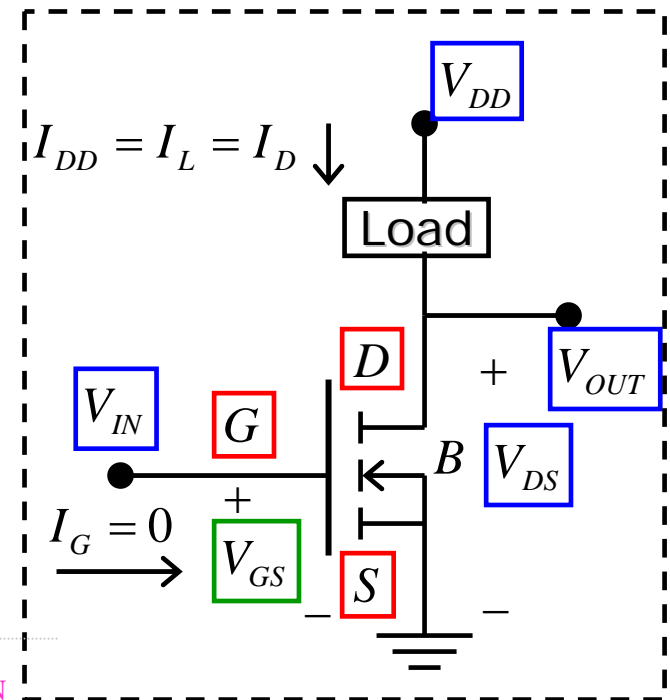 V_DD
I_DD = I_L = I_D
Load
D
+
V_OUT
V_IN
G
B
V_DS
+
I_G = 0
V_GS
S
−
−
N